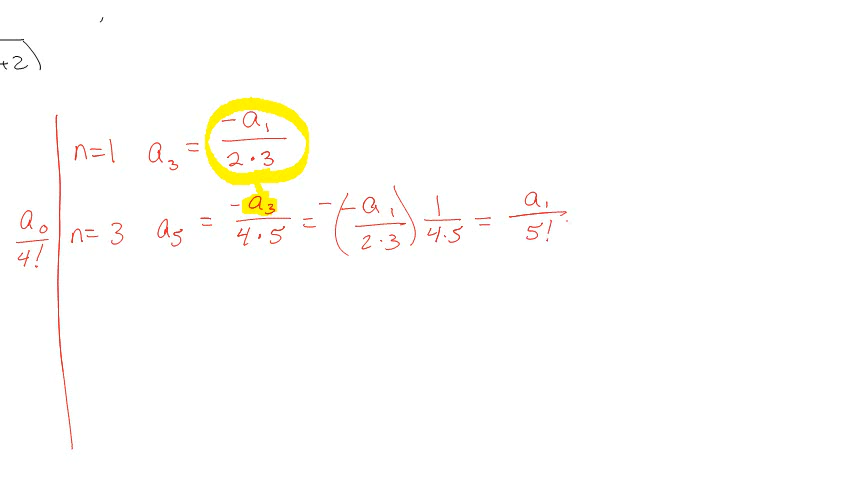 +2)
n=1 a₃ = -a₁/(2·3)
a₀/4! n=3 a₅ = -a₃/(4·5) = -(-a₁/(2·3)) 1/(4·5) = a₁/5!